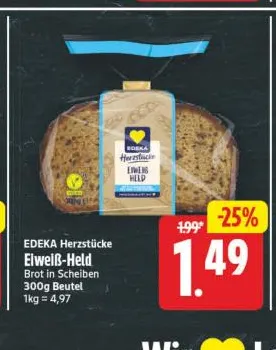 EDEKA
Herzstücke
EIWEIß
HELD
1.99*
-25%
1.49
EDEKA Herzstücke
Eiweiß-Held
Brot in Scheiben
300g Beutel
1kg = 4,97